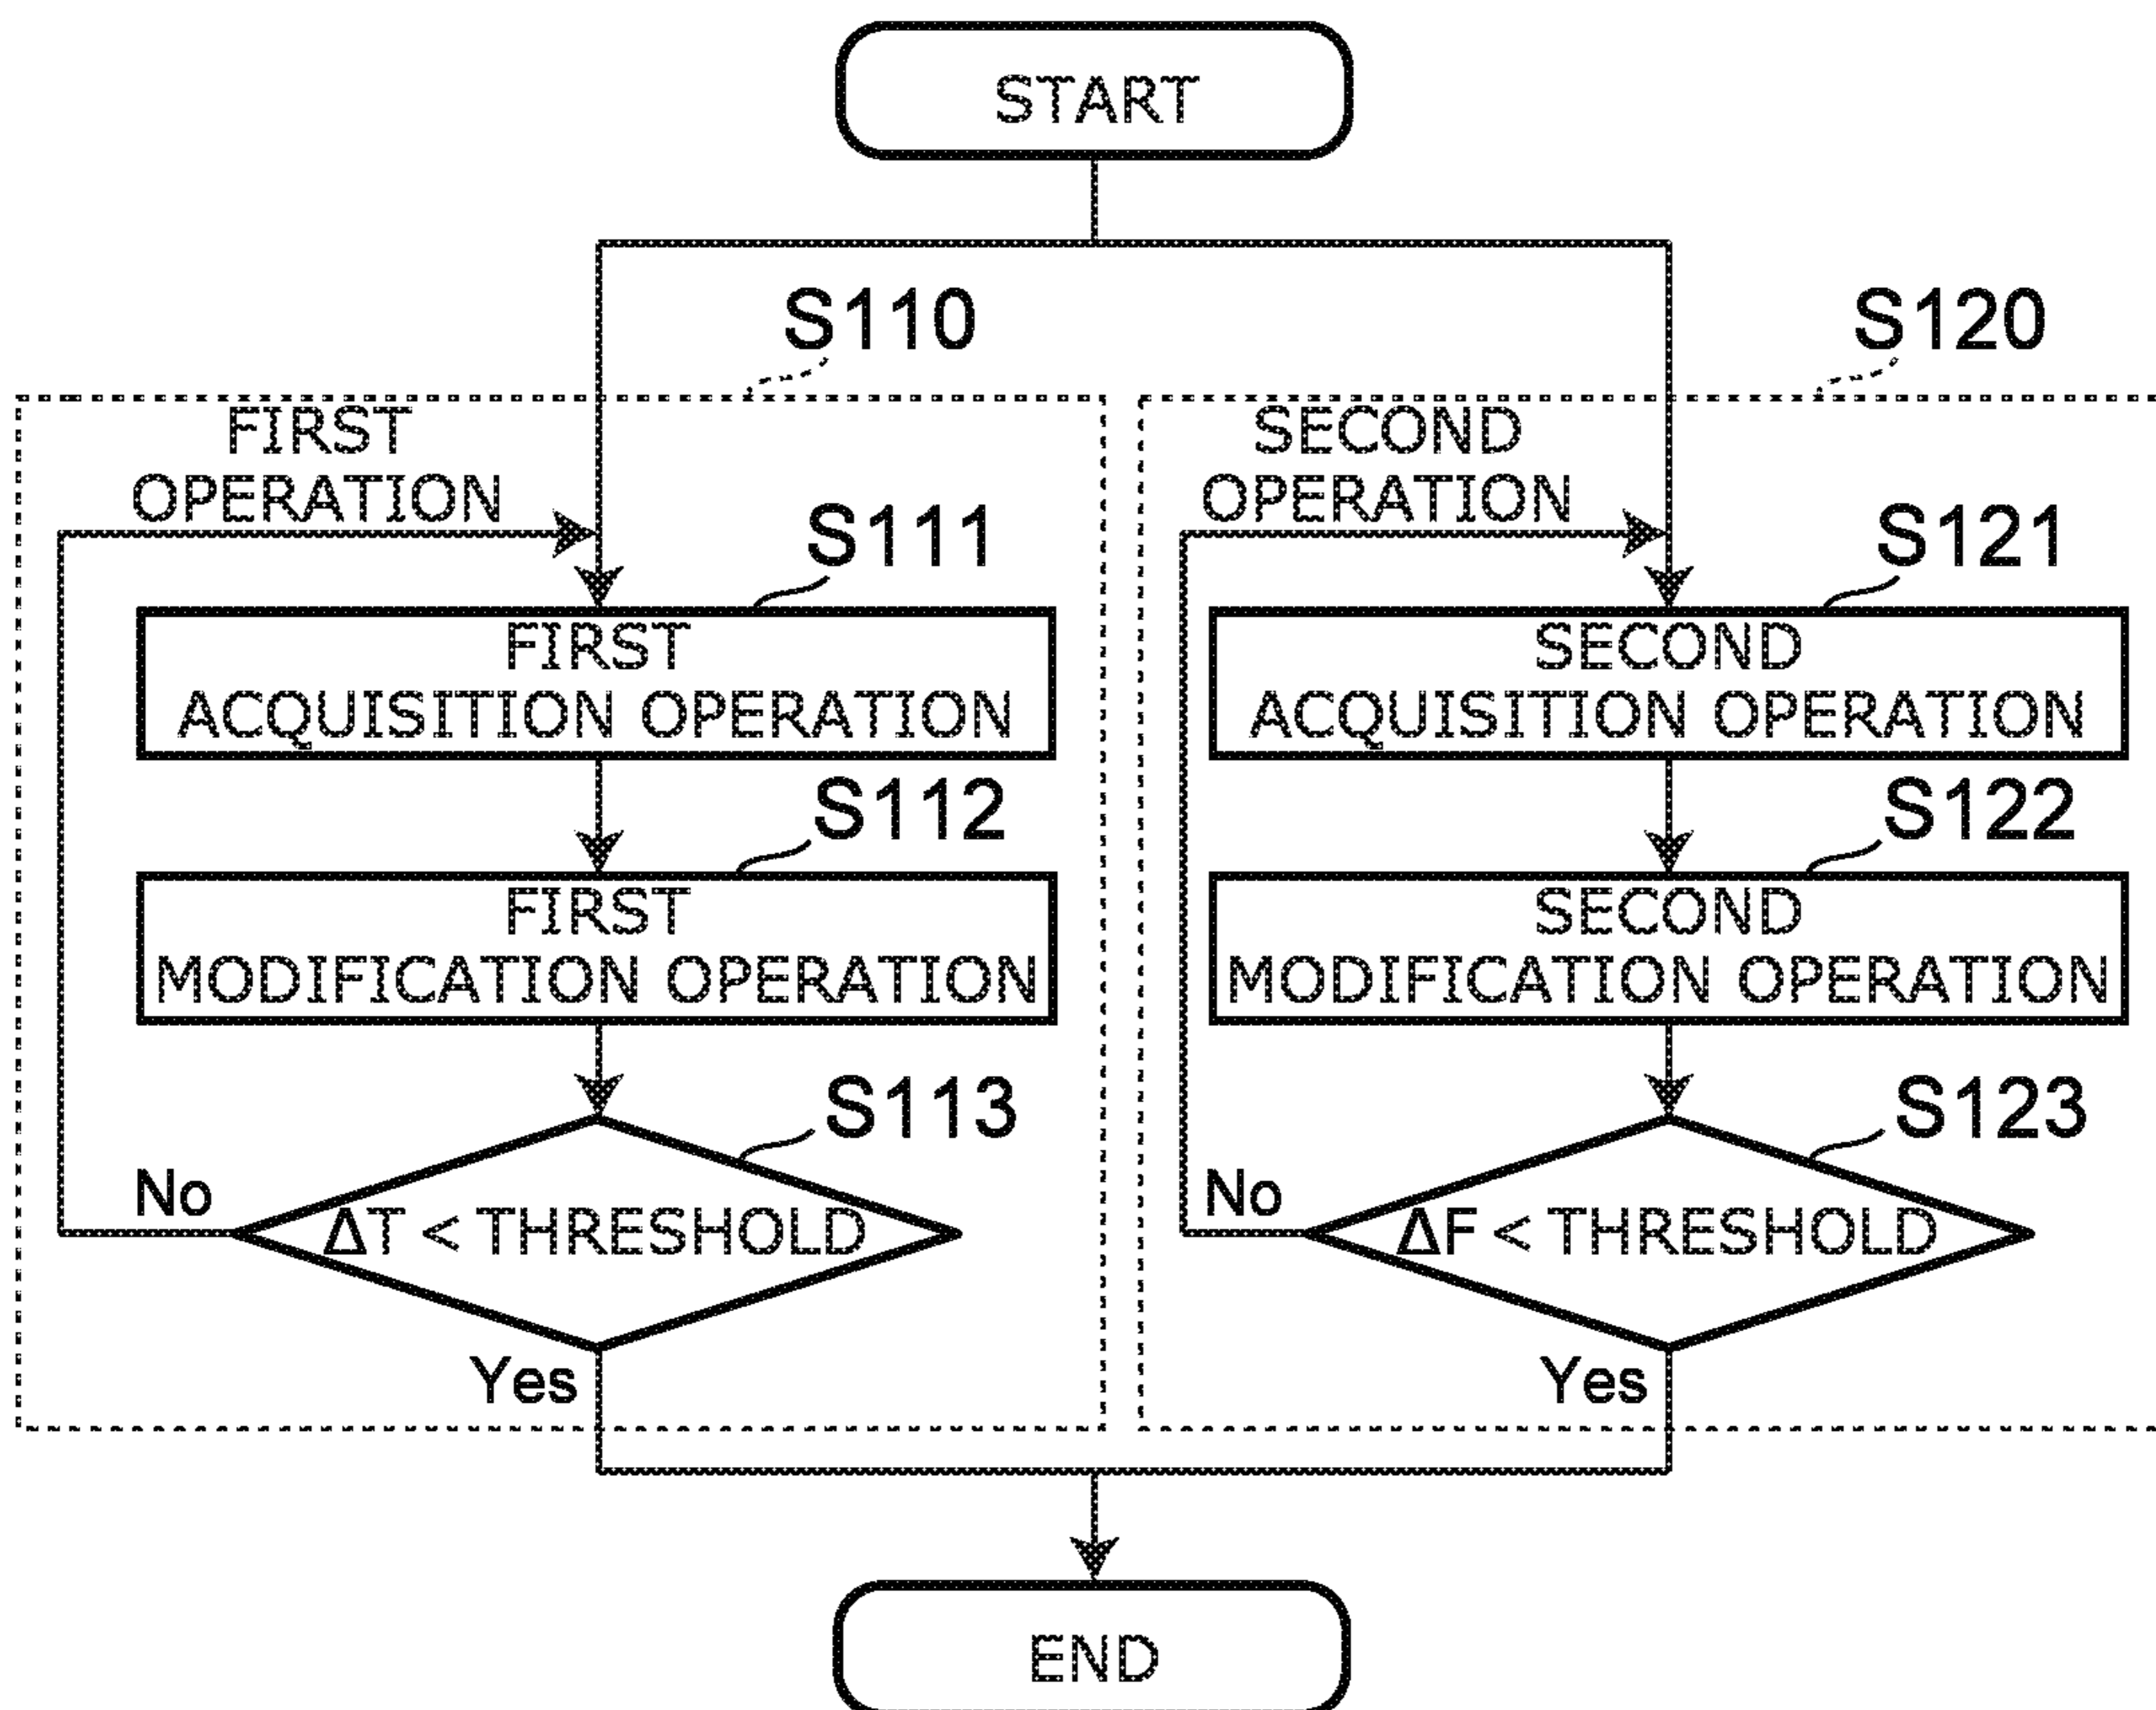 START
S110
FIRST
OPERATION
S111
FIRST
ACQUISITION OPERATION
S112
FIRST
MODIFICATION OPERATION
S113
No
ΔT < THRESHOLD
Yes
S120
SECOND
OPERATION
S121
SECOND
ACQUISITION OPERATION
S122
SECOND
MODIFICATION OPERATION
S123
No
ΔF < THRESHOLD
Yes
END